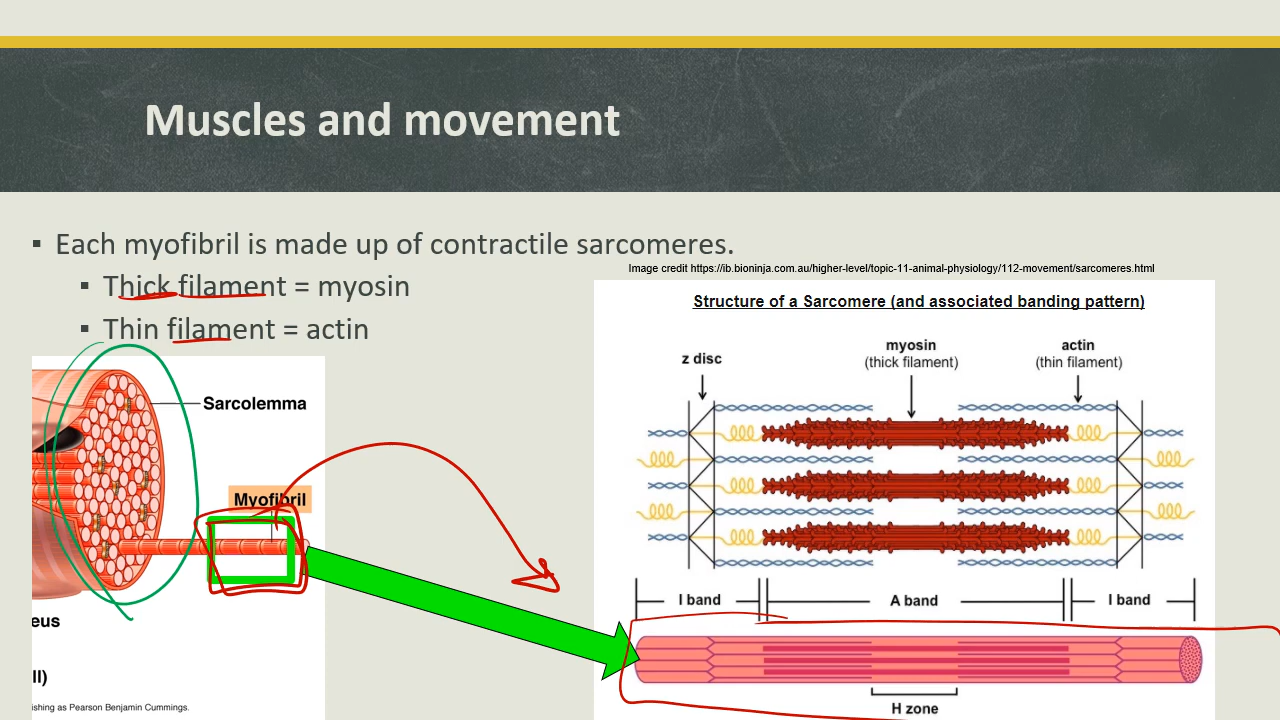 Muscles and movement
▪ Each myofibril is made up of contractile sarcomeres.
▪ Thick filament = myosin
▪ Thin filament = actin
Image credit https://ib.bioninja.com.au/higher-level/topic-11-animal-physiology/112-movement/sarcomeres.html
Structure of a Sarcomere (and associated banding pattern)
z disc
myosin
(thick filament)
actin
(thin filament)
I band
A band
I band
H zone
Sarcolemma
Myofibril
eus
ll)
ishing as Pearson Benjamin Cummings.